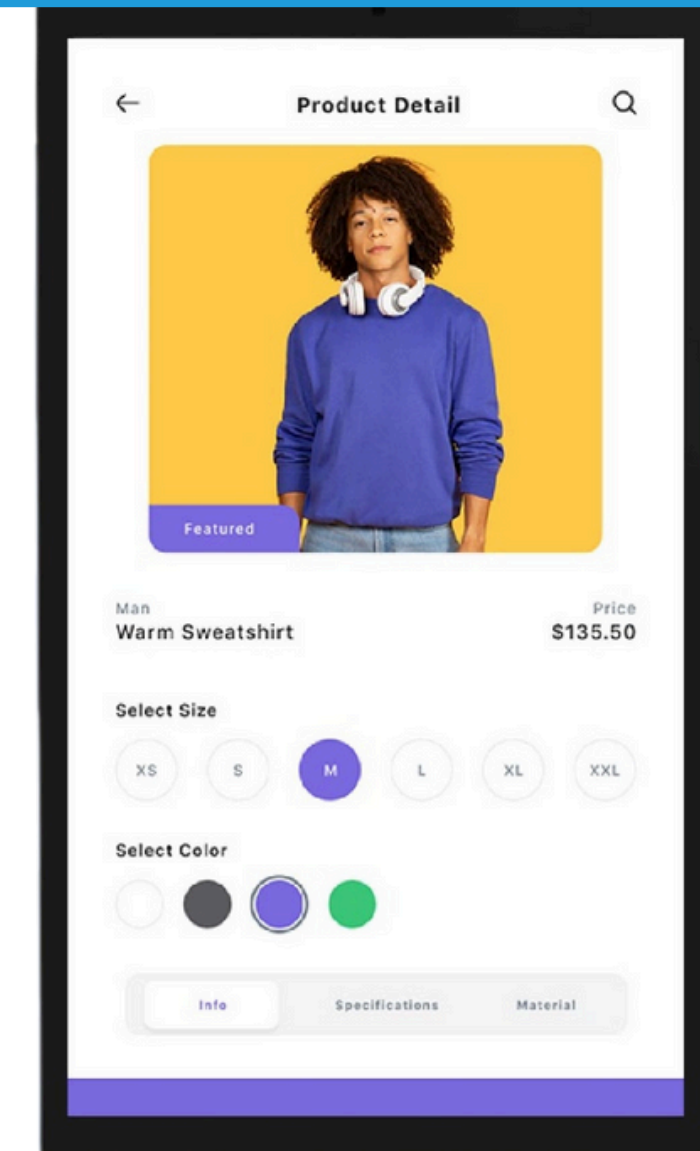 Product Detail
Featured
Man
Price
Warm Sweatshirt
$135.50
Select Size
XS S M L XL XXL
Select Color
Info Specifications Material